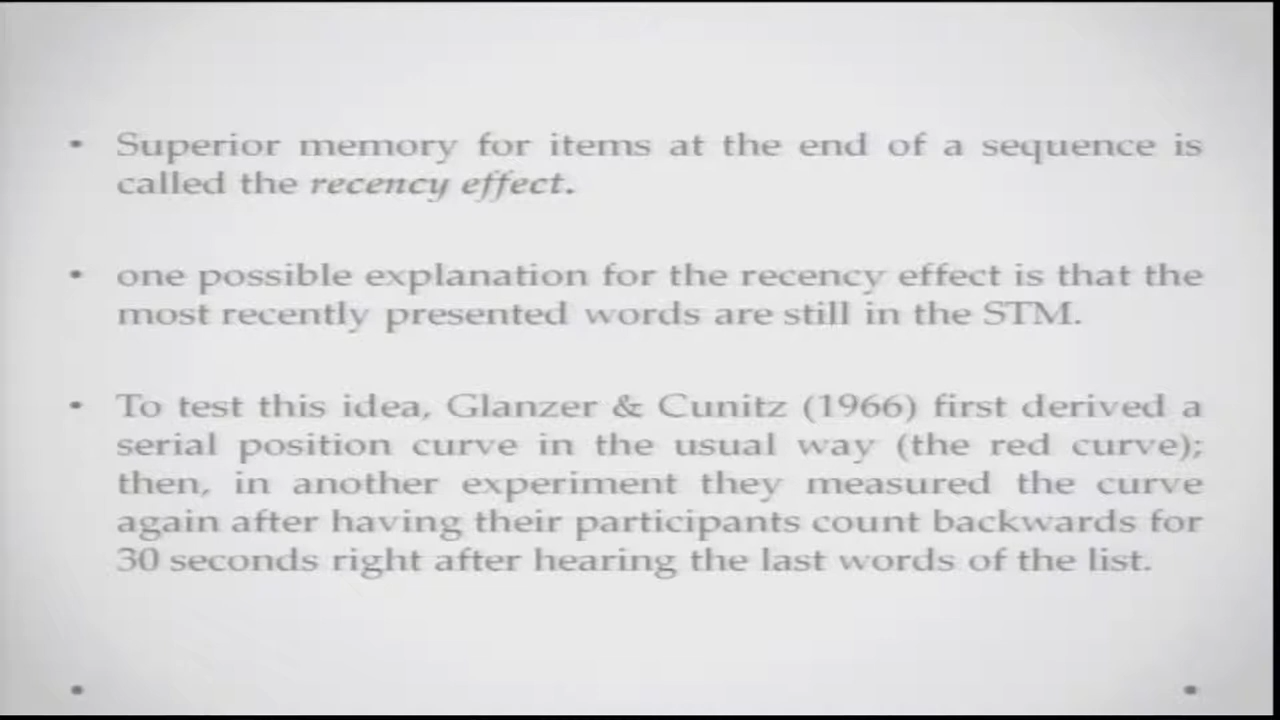 • Superior memory for items at the end of a sequence is
called the recency effect.
• one possible explanation for the recency effect is that the
most recently presented words are still in the STM.
• To test this idea, Glanzer & Cunitz (1966) first derived a
serial position curve in the usual way (the red curve);
then, in another experiment they measured the curve
again after having their participants count backwards for
30 seconds right after hearing the last words of the list.